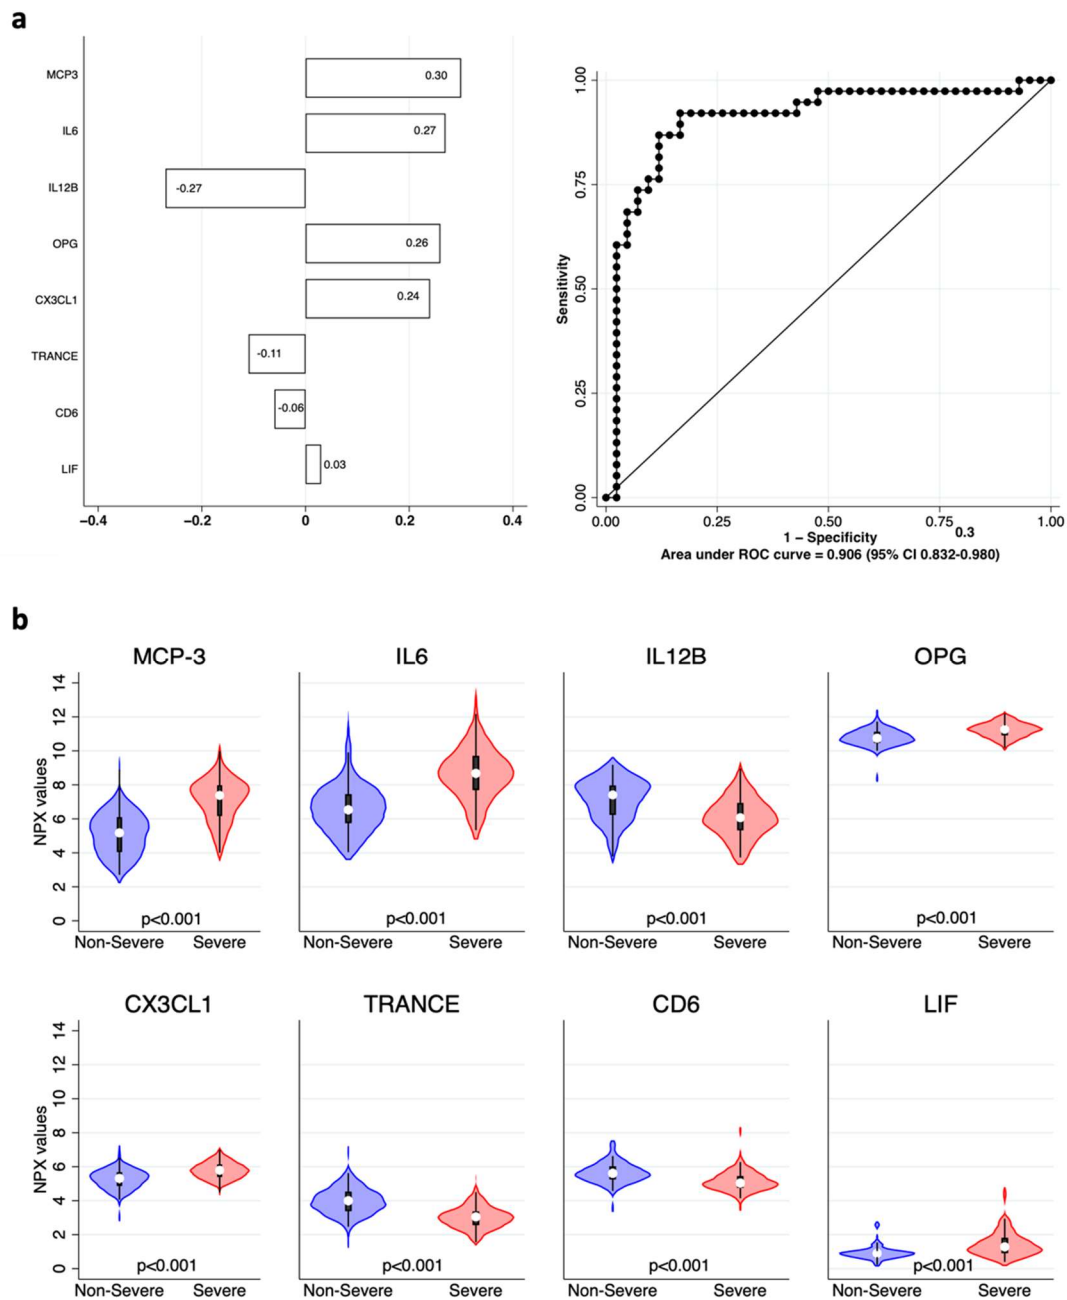 a
MCP3
0.30
IL6
0.27
IL12B
-0.27
OPG
0.26
CX3CL1
0.24
TRANCE
-0.11
CD6
-0.06
LIF
0.03
−0.4 −0.2 0 0.2 0.4
Sensitivity
1.00
0.75
0.50
0.25
0.00
0.00 0.25 0.50 0.75 1.00
0.3
1 − Specificity
Area under ROC curve = 0.906 (95% CI 0.832-0.980)
b
MCP-3 IL6 IL12B OPG
NPX values
14
12
10
8
6
4
2
0
p<0.001 p<0.001 p<0.001 p<0.001
Non-Severe Severe Non-Severe Severe Non-Severe Severe Non-Severe Severe
CX3CL1 TRANCE CD6 LIF
NPX values
14
12
10
8
6
4
2
0
p<0.001 p<0.001 p<0.001 p<0.001
Non-Severe Severe Non-Severe Severe Non-Severe Severe Non-Severe Severe